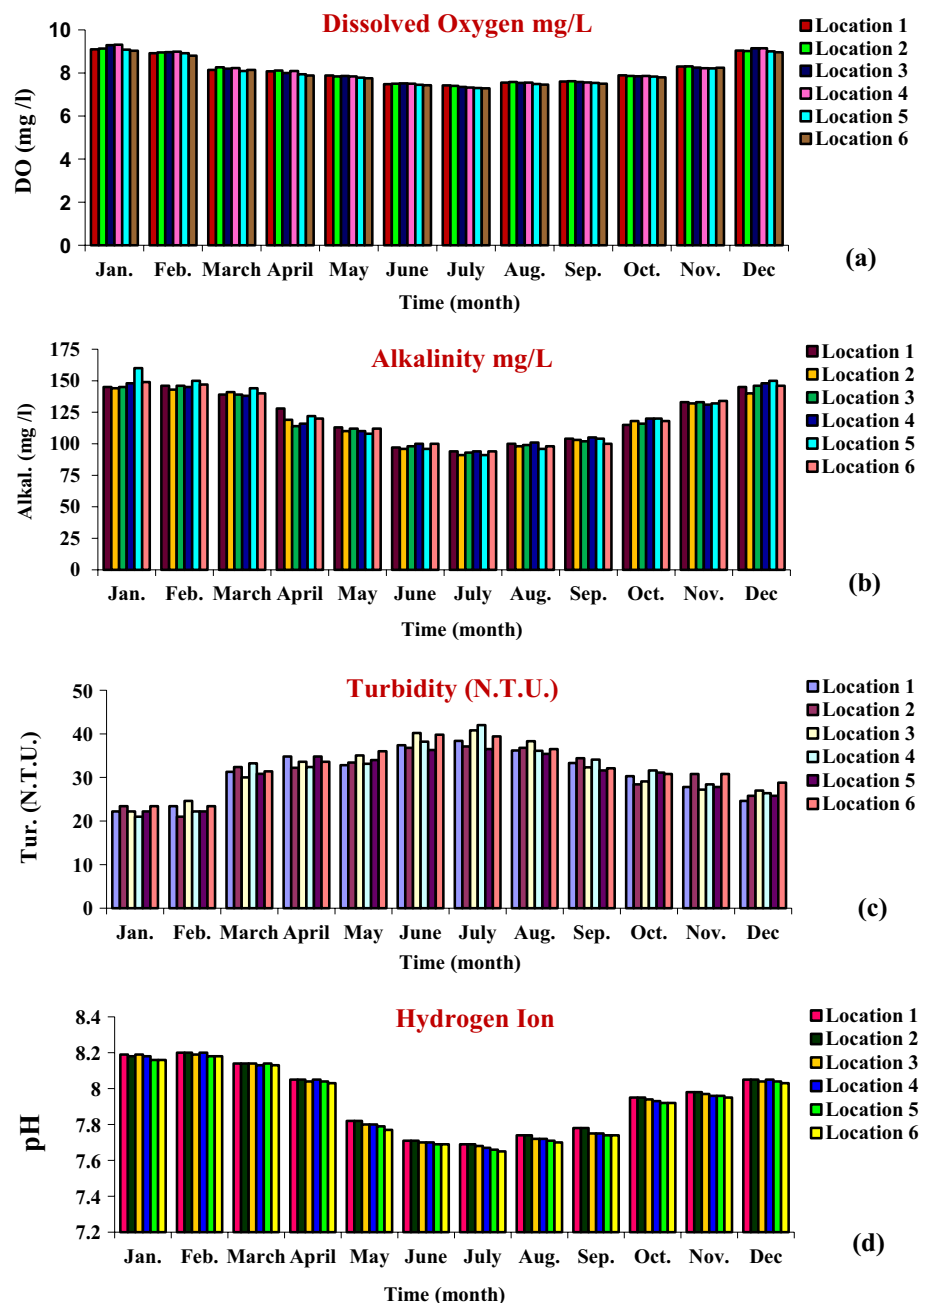 Dissolved Oxygen mg/L
10
8
6
4
2
0
DO (mg /l)
Jan. Feb. March April May June July Aug. Sep. Oct. Nov. Dec
Time (month)
Location 1
Location 2
Location 3
Location 4
Location 5
Location 6
(a)
Alkalinity mg/L
175
150
125
100
75
50
25
0
Alkal. (mg /l)
Jan. Feb. March April May June July Aug. Sep. Oct. Nov. Dec
Time (month)
Location 1
Location 2
Location 3
Location 4
Location 5
Location 6
(b)
Turbidity (N.T.U.)
50
40
30
20
10
0
Tur. (N.T.U.)
Jan. Feb. March April May June July Aug. Sep. Oct. Nov. Dec
Time (month)
Location 1
Location 2
Location 3
Location 4
Location 5
Location 6
(c)
Hydrogen Ion
8.4
8.2
8
7.8
7.6
7.4
7.2
pH
Jan. Feb. March April May June July Aug. Sep. Oct. Nov. Dec
Time (month)
Location 1
Location 2
Location 3
Location 4
Location 5
Location 6
(d)